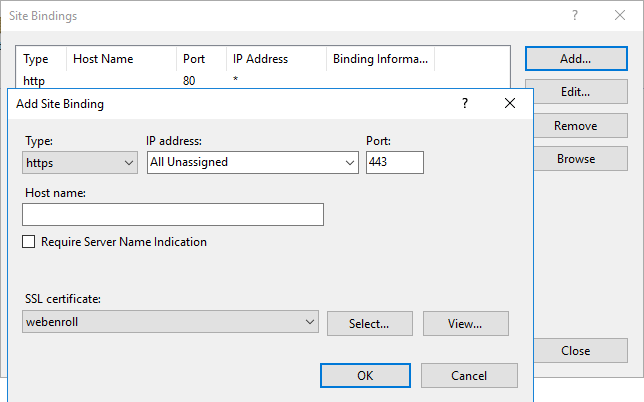 Site Bindings ? ×
Type Host Name Port IP Address Binding Informa...
http 80 *
Add...
Edit...
Remove
Browse
Close
Add Site Binding ? ×
Type: IP address: Port:
https All Unassigned 443
Host name:
Require Server Name Indication
SSL certificate:
webenroll Select... View...
OK Cancel